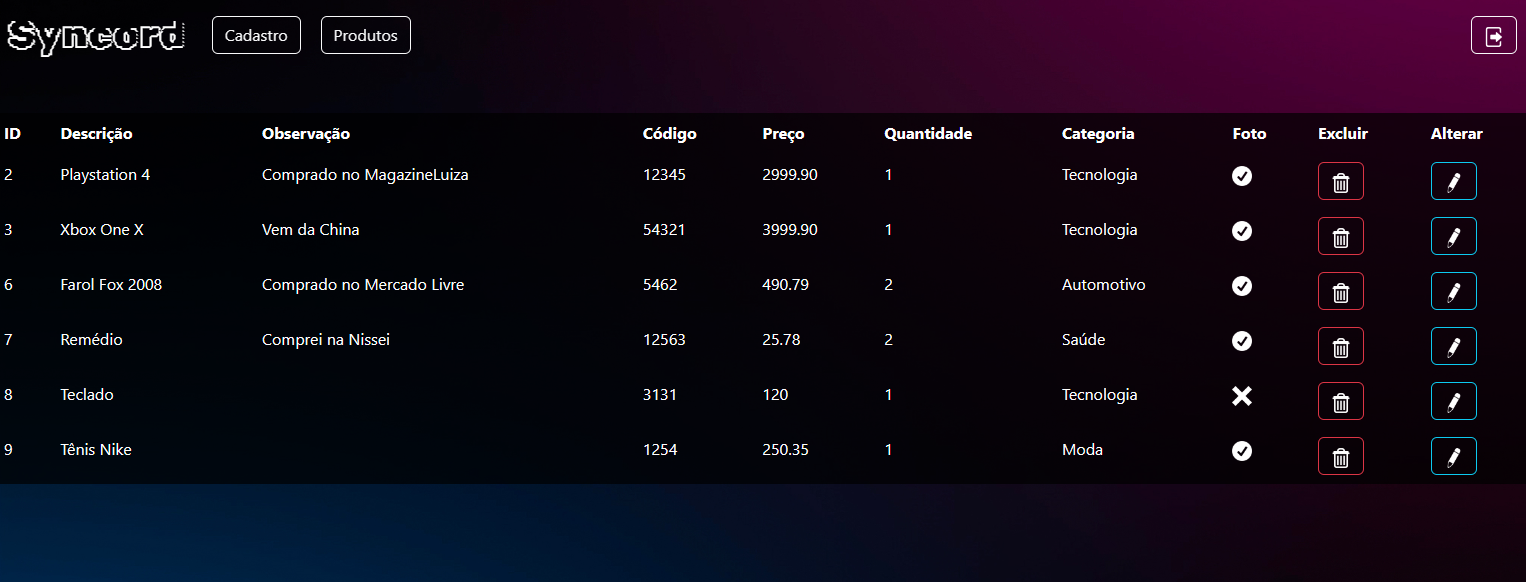 Syncord Cadastro Produtos
ID Descrição Observação Código Preço Quantidade Categoria Foto Excluir Alterar
2 Playstation 4 Comprado no MagazineLuiza 12345 2999.90 1 Tecnologia
3 Xbox One X Vem da China 54321 3999.90 1 Tecnologia
6 Farol Fox 2008 Comprado no Mercado Livre 5462 490.79 2 Automotivo
7 Remédio Comprei na Nissei 12563 25.78 2 Saúde
8 Teclado 3131 120 1 Tecnologia
9 Tênis Nike 1254 250.35 1 Moda